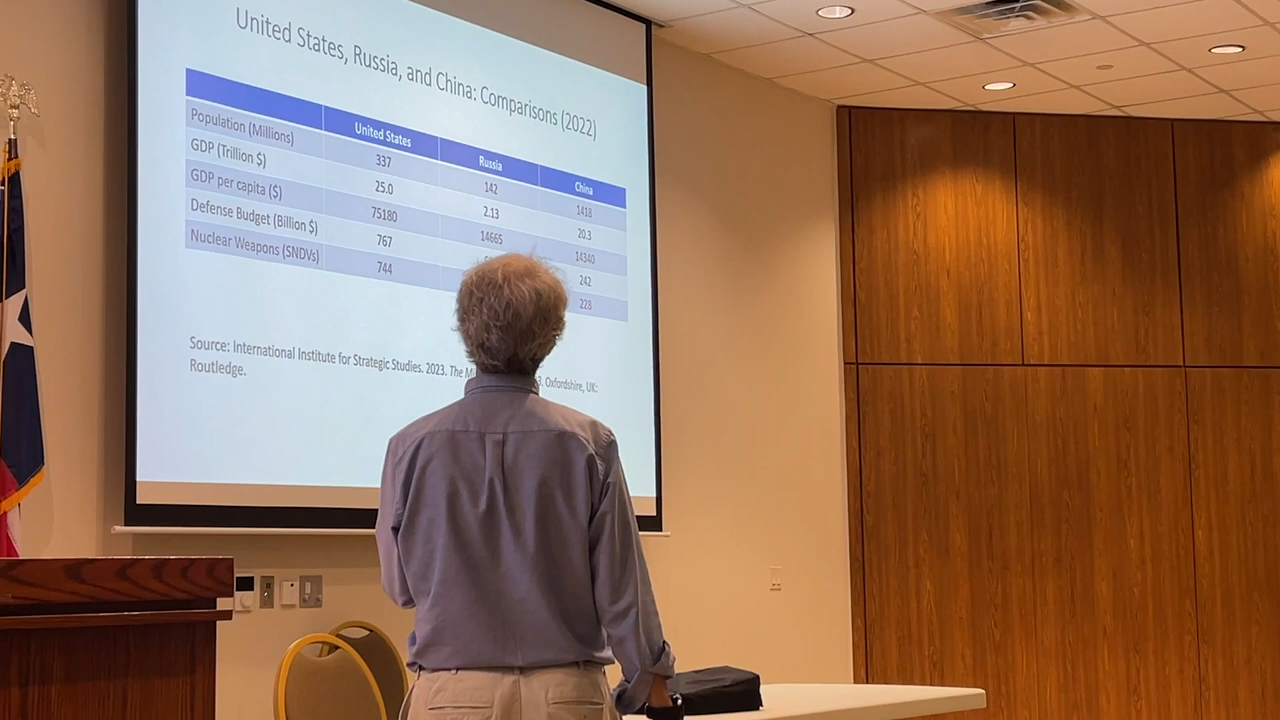 United States, Russia, and China: Comparisons (2022)
United States Russia China
Population (Millions) 337 142 1418
GDP (Trillion $) 25.0 2.13 20.3
GDP per capita ($) 75180 14665 14340
Defense Budget (Billion $) 767 242
Nuclear Weapons (SNDVs) 744 228
Source: International Institute for Strategic Studies. 2023. The Oxfordshire, UK:
Routledge.